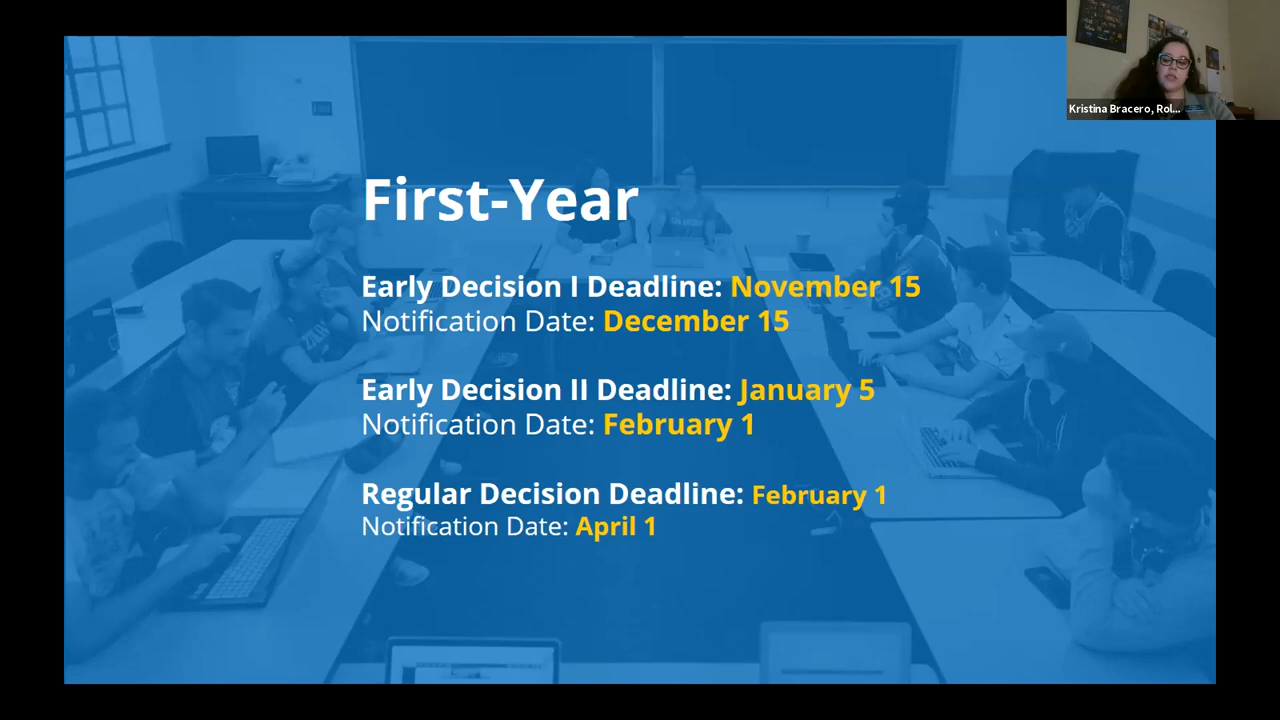 Kristina Bracero, Rol...
First-Year
Early Decision I Deadline: November 15
Notification Date: December 15
Early Decision II Deadline: January 5
Notification Date: February 1
Regular Decision Deadline: February 1
Notification Date: April 1